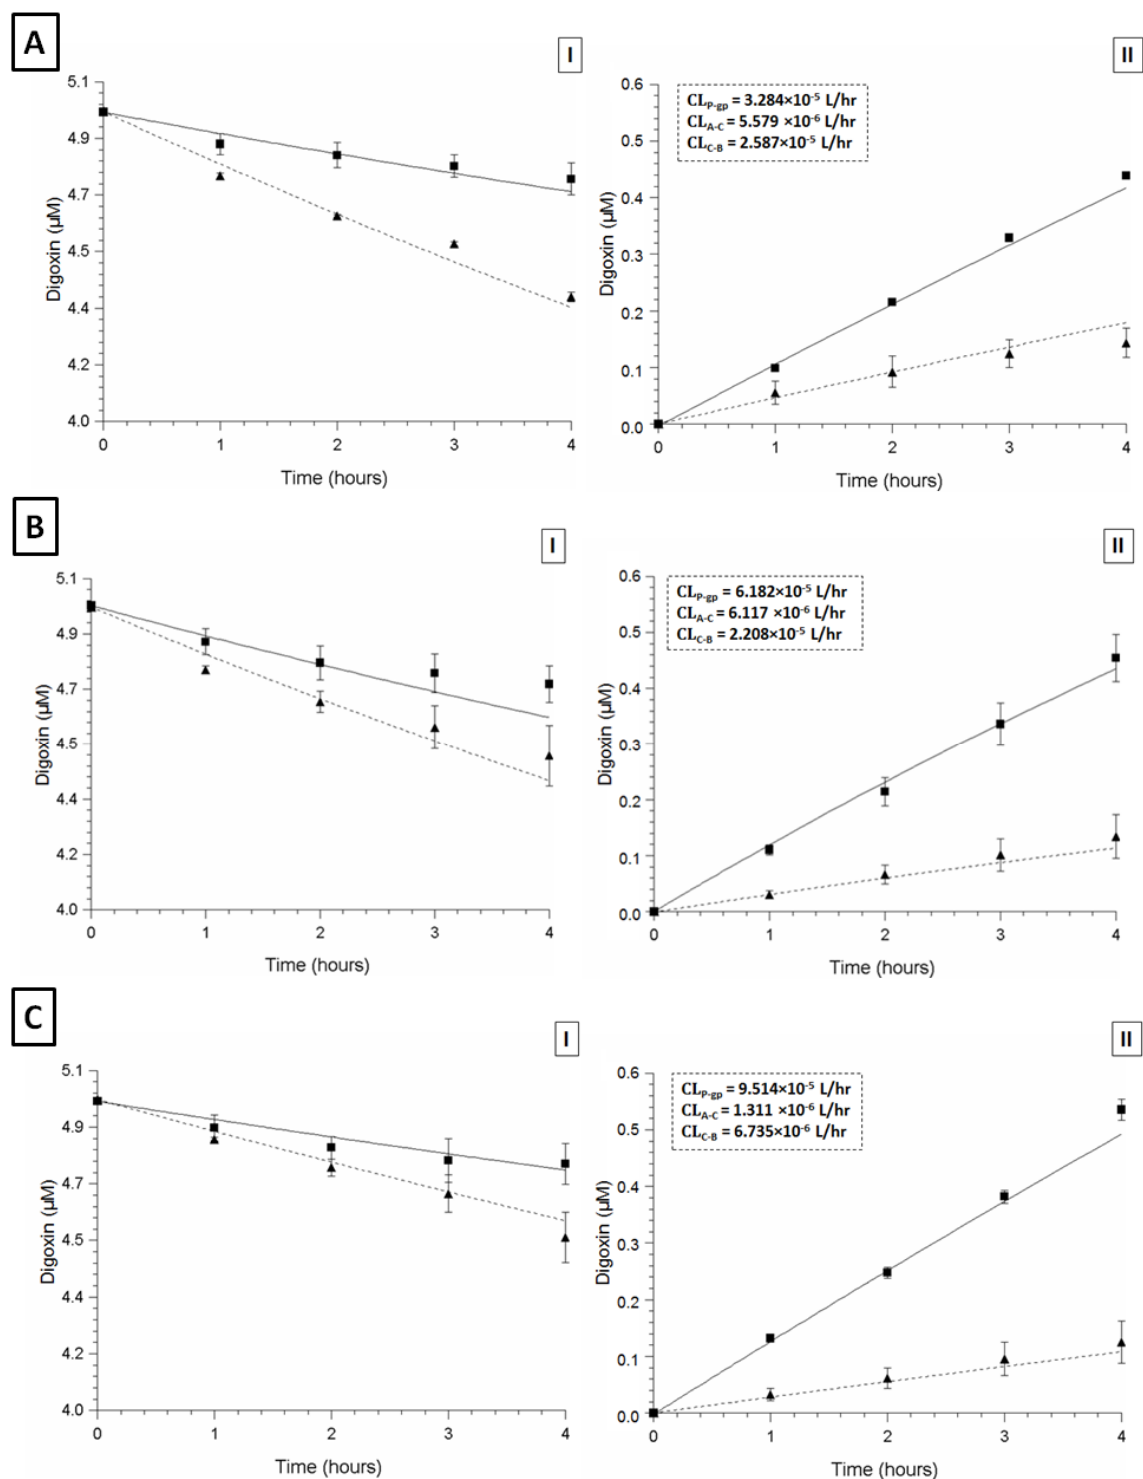 A
I
5.1
4.9
4.7
4.5
4.4
4.2
4.0
Digoxin (µM)
0 1 2 3 4
Time (hours)
II
0.6
0.5
0.4
0.3
0.2
0.1
0.0
Digoxin (µM)
CLP-gp = 3.284×10-5 L/hr
CLA-C = 5.579 ×10-6 L/hr
CLC-B = 2.587×10-5 L/hr
0 1 2 3 4
Time (hours)
B
I
5.1
4.9
4.7
4.5
4.4
4.2
4.0
Digoxin (µM)
0 1 2 3 4
Time (hours)
II
0.6
0.5
0.4
0.3
0.2
0.1
0.0
Digoxin (µM)
CLP-gp = 6.182×10-5 L/hr
CLA-C = 6.117 ×10-6 L/hr
CLC-B = 2.208×10-5 L/hr
0 1 2 3 4
Time (hours)
C
I
5.1
4.9
4.7
4.5
4.4
4.2
4.0
Digoxin (µM)
0 1 2 3 4
Time (hours)
II
0.6
0.5
0.4
0.3
0.2
0.1
0.0
Digoxin (µM)
CLP-gp = 9.514×10-5 L/hr
CLA-C = 1.311 ×10-6 L/hr
CLC-B = 6.735×10-6 L/hr
0 1 2 3 4
Time (hours)